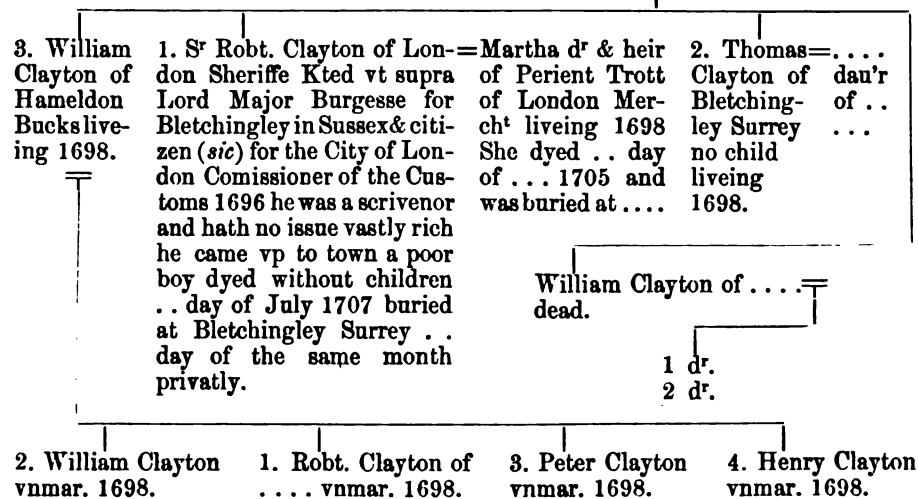 3. William
Clayton of
Hameldon
Bucks live-
ing 1698.
1. Sʳ Robt. Clayton of Lon-
don Sheriffe Kted vt supra
Lord Major Burgesse for
Bletchingley in Sussex & citi-
zen (sic) for the City of Lon-
don Comissioner of the Cus-
toms 1696 he was a scrivenor
and hath no issue vastly rich
he came vp to town a poor
boy dyed without children
. . day of July 1707 buried
at Bletchingley Surrey . .
day of the same month
privatly.
=Martha dʳ & heir
of Perient Trott
of London Mer-
chᵗ liveing 1698
She dyed . . day
of . . . 1705 and
was buried at . . . .
2. Thomas=
Clayton of
Bletching-
ley Surrey
no child
liveing
1698.
. . . .
dau'r
of . .
. . .
William Clayton of . . . .
dead.
1 dʳ.
2 dʳ.
2. William Clayton
vnmar. 1698.
1. Robt. Clayton of
. . . . vnmar. 1698.
3. Peter Clayton
vnmar. 1698.
4. Henry Clayton
vnmar. 1698.